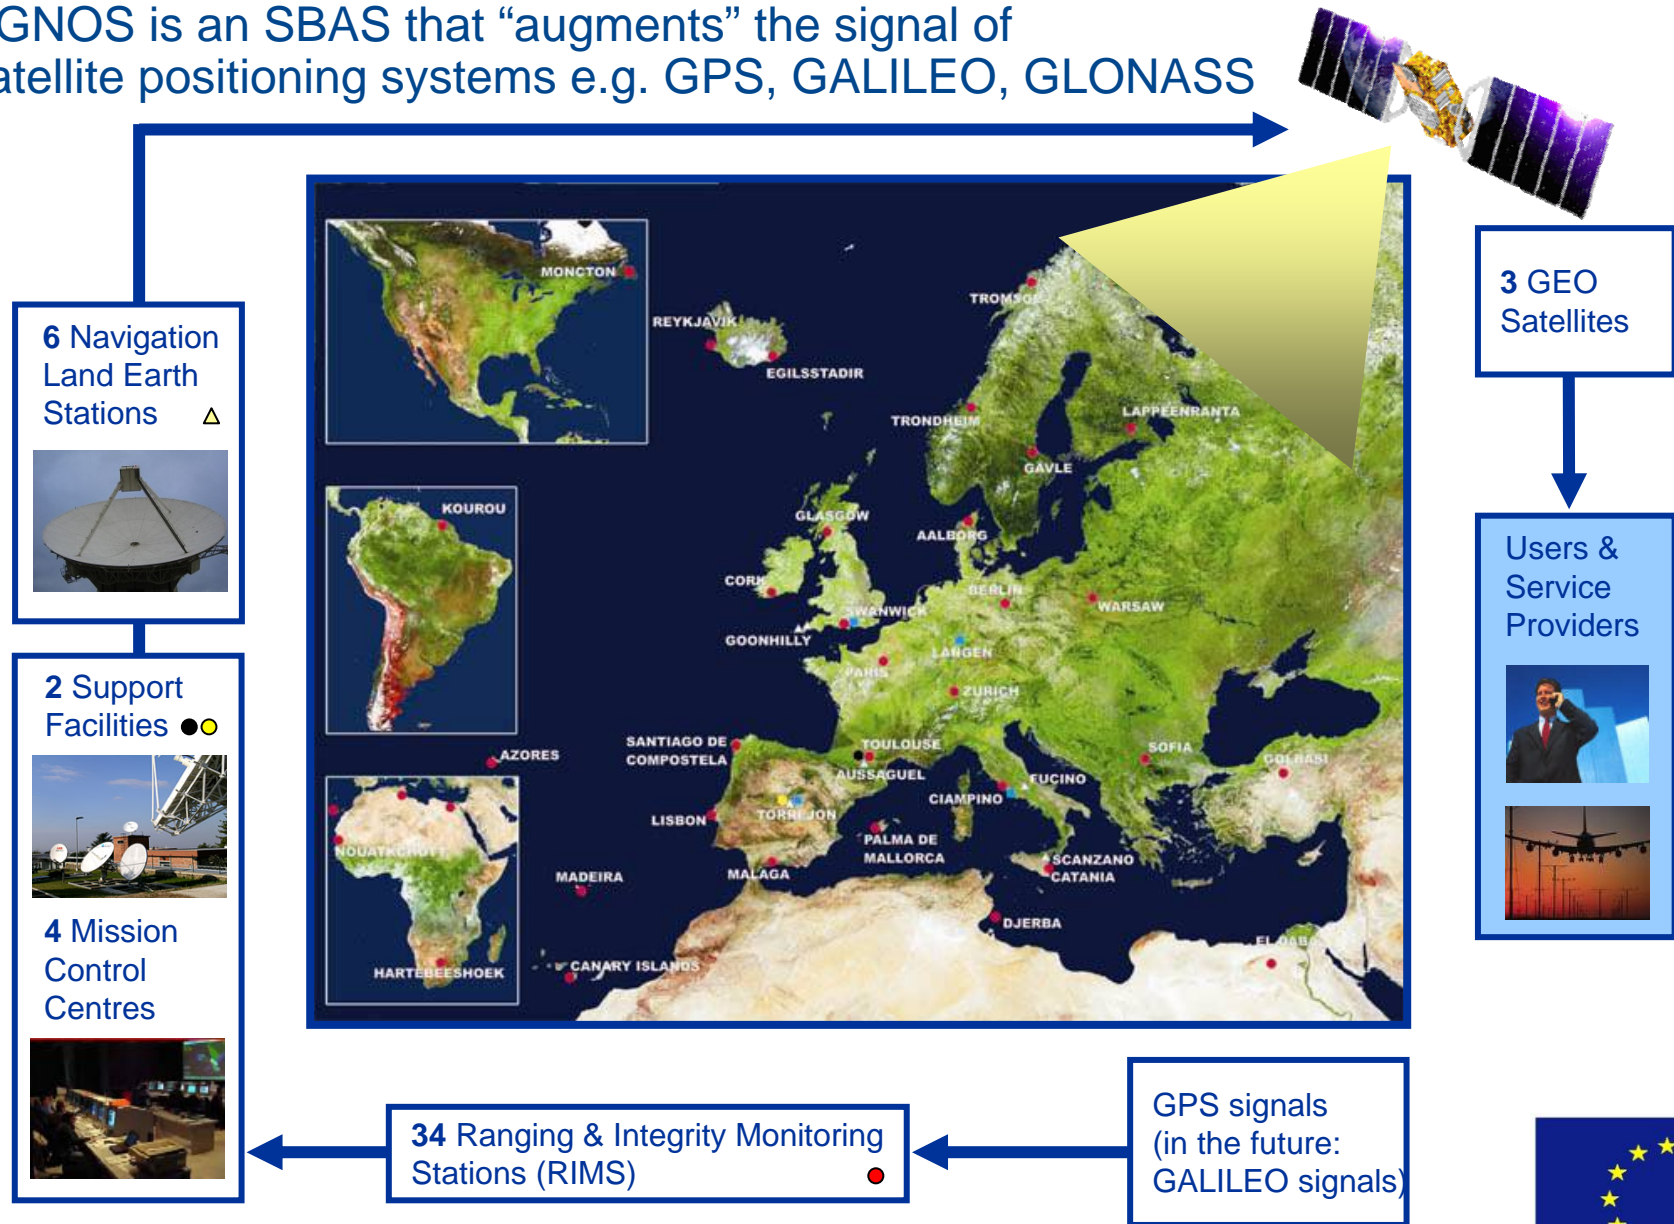 GNOS is an SBAS that “augments” the signal of
atellite positioning systems e.g. GPS, GALILEO, GLONASS
6 Navigation
Land Earth
Stations
2 Support
Facilities
4 Mission
Control
Centres
MONCTON
REYKJAVIK
EGILSSTADIR
TROMSOE
TRONDHEIM
LAPPEENRANTA
GAVLE
KOUROU
GLASGOW
AALBORG
CORK
BERLIN
SWANWICK
WARSAW
GOONHILLY
LANGEN
PARIS
ZURICH
SANTIAGO DE
COMPOSTELA
TOULOUSE
SOFIA
AZORES
GOLBASI
AUSSAGUEL
FUCINO
CIAMPINO
LISBON
TORREJON
PALMA DE
MALLORCA
NOUATKCHOTT
SCANZANO
CATANIA
MADEIRA
MALAGA
DJERBA
EL DABA
HARTEBEESHOEK
CANARY ISLANDS
3 GEO
Satellites
Users &
Service
Providers
34 Ranging & Integrity Monitoring
Stations (RIMS)
GPS signals
(in the future:
GALILEO signals)